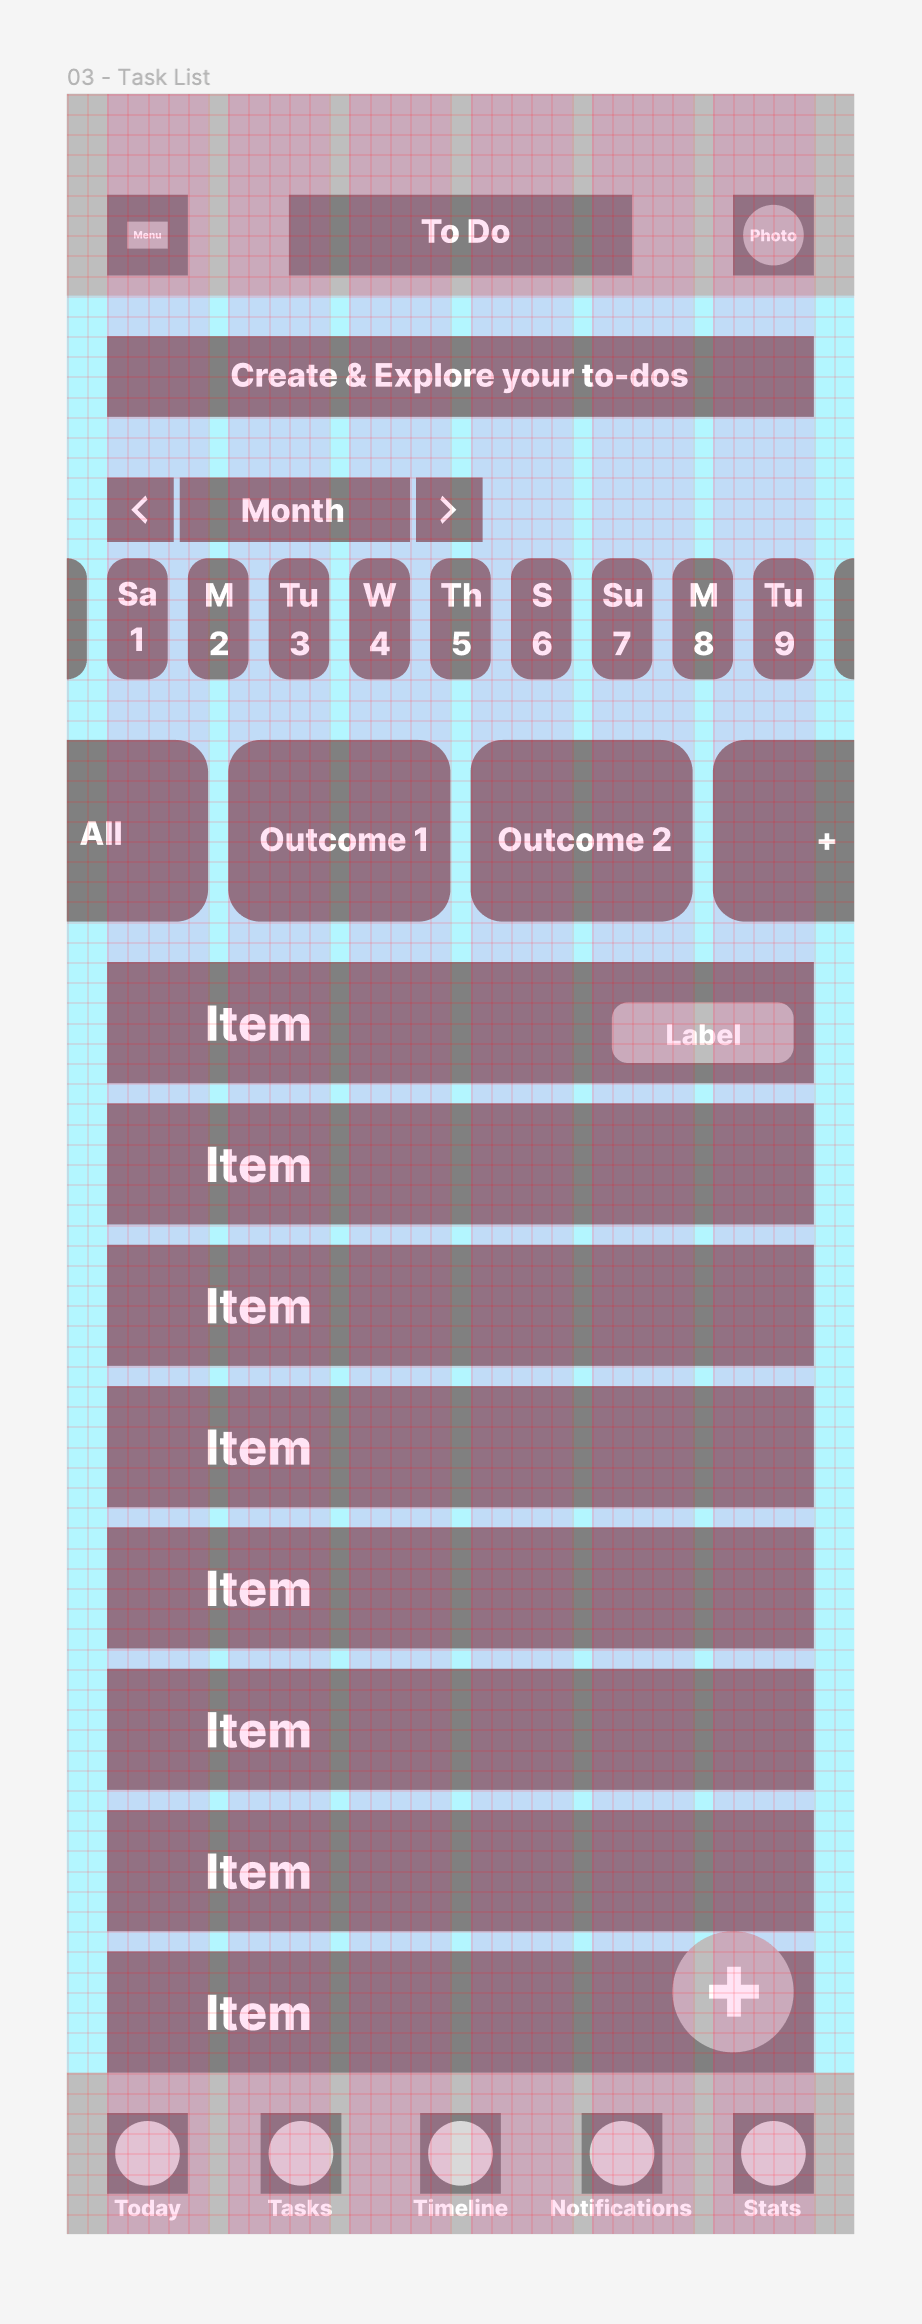 03 - Task List
Menu
To Do
Photo
Create & Explore your to-dos
Month
Sa M Tu W Th S Su M Tu
1 2 3 4 5 6 7 8 9
All
Outcome 1
Outcome 2
+
Item
Label
Item
Item
Item
Item
Item
Item
Item
Today Tasks Timeline Notifications Stats